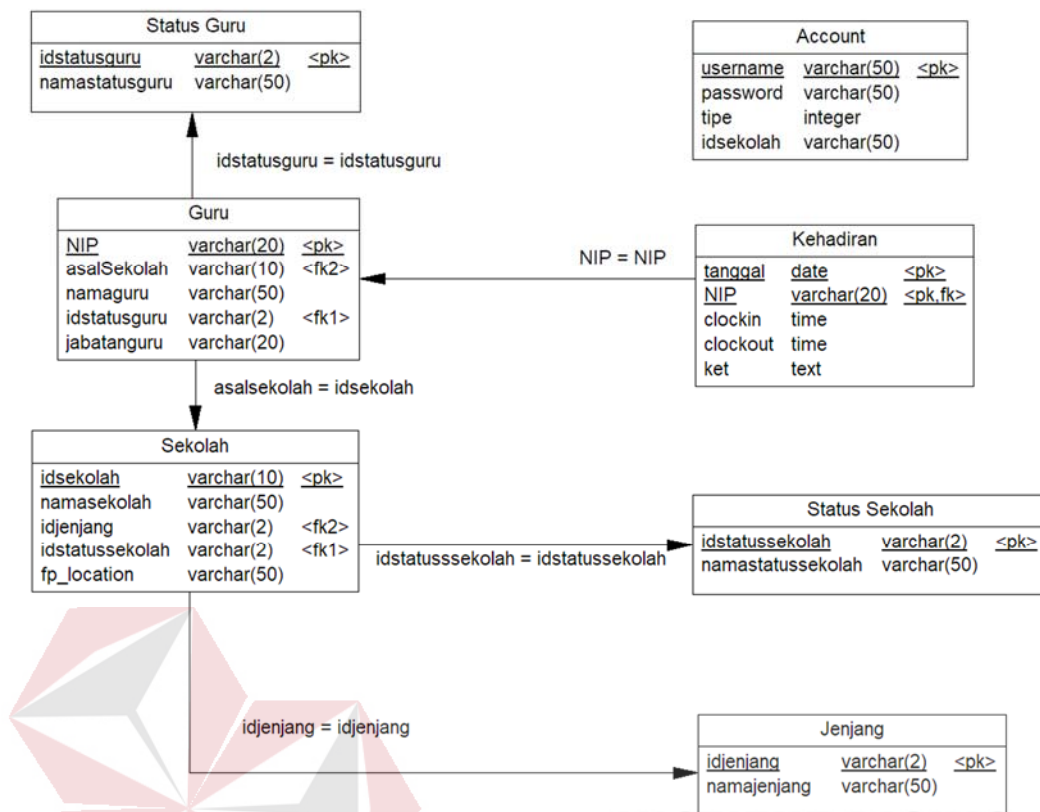 Status Guru
idstatusguru varchar(2) <pk>
namastatusguru varchar(50)
Account
username varchar(50) <pk>
password varchar(50)
tipe integer
idsekolah varchar(50)
idstatusguru = idstatusguru
Guru
NIP varchar(20) <pk>
asalSekolah varchar(10) <fk2>
namaguru varchar(50)
idstatusguru varchar(2) <fk1>
jabatanguru varchar(20)
NIP = NIP
Kehadiran
tanggal date <pk>
NIP varchar(20) <pk,fk>
clockin time
clockout time
ket text
asalsekolah = idsekolah
Sekolah
idsekolah varchar(10) <pk>
namasekolah varchar(50)
idjenjang varchar(2) <fk2>
idstatussekolah varchar(2) <fk1>
fp_location varchar(50)
idstatusssekolah = idstatussekolah
Status Sekolah
idstatussekolah varchar(2) <pk>
namastatussekolah varchar(50)
idjenjang = idjenjang
Jenjang
idjenjang varchar(2) <pk>
namajenjang varchar(50)